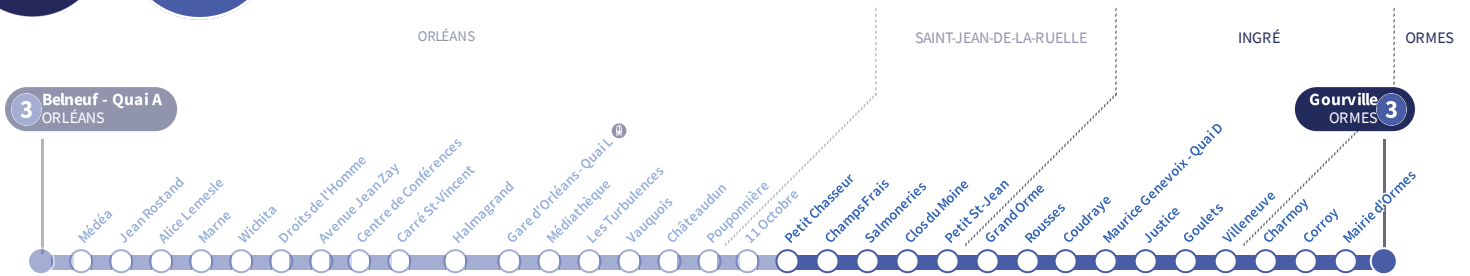 ORLÉANS
SAINT-JEAN-DE-LA-RUELLE
INGRÉ
ORMES
3
Belneuf - Quai A
ORLÉANS
Gourville
ORMES
3
Médéa
Jean Rostand
Alice Lemesle
Marne
Wichita
Droits de l'Homme
Avenue Jean Zay
Centre de Conférences
Carré St-Vincent
Halmagrand
Gare d'Orléans - Quai L
Médiathèque
Les Turbulences
Vauquois
Châteaudun
Pouponnière
11 Octobre
Petit Chasseur
Champs Frais
Salmoneries
Clos du Moine
Petit St-Jean
Grand Orme
Rousses
Coudraye
Maurice Genevoix - Quai D
Justice
Goulets
Villeneuve
Charmoy
Corroy
Mairie d'Ormes